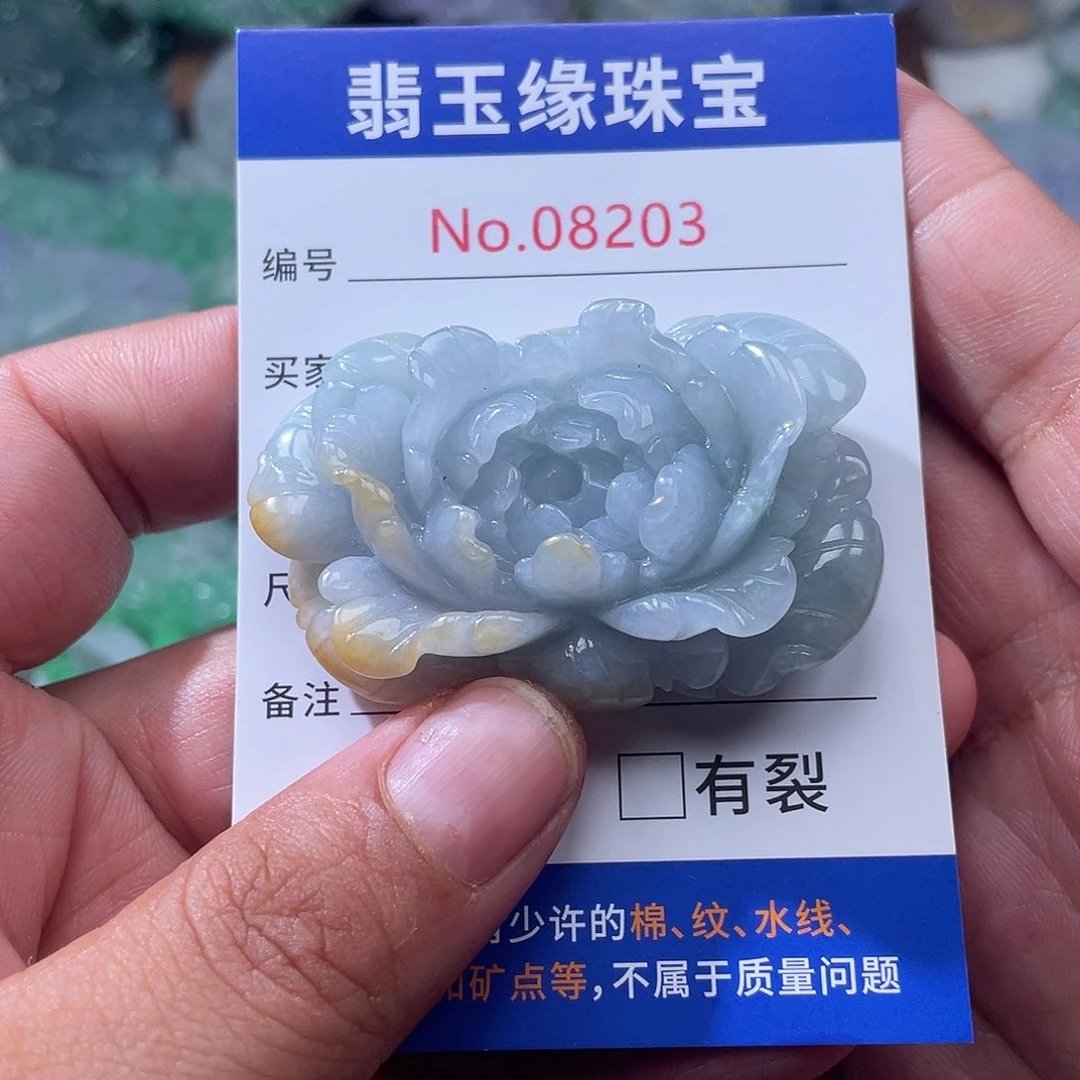 翡玉缘珠宝
No.08203
编号
买家
尺
备注
有裂
少许的棉、纹、水线、
矿点等，不属于质量问题